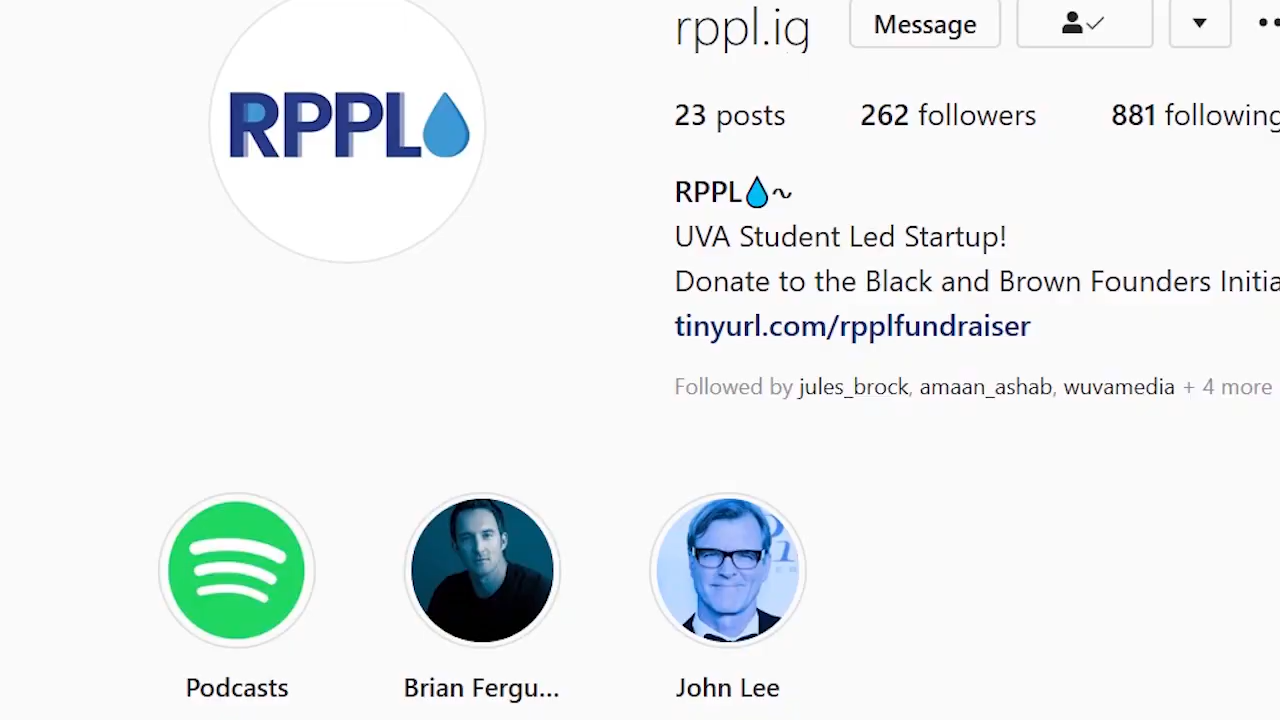 rppl.ig
Message
RPPL
23 posts
262 followers
881 following
RPPL💧~
UVA Student Led Startup!
Donate to the Black and Brown Founders Initia
tinyurl.com/rpplfundraiser
Followed by jules_brock, amaan_ashab, wuvamedia + 4 more
Podcasts
Brian Fergu...
John Lee